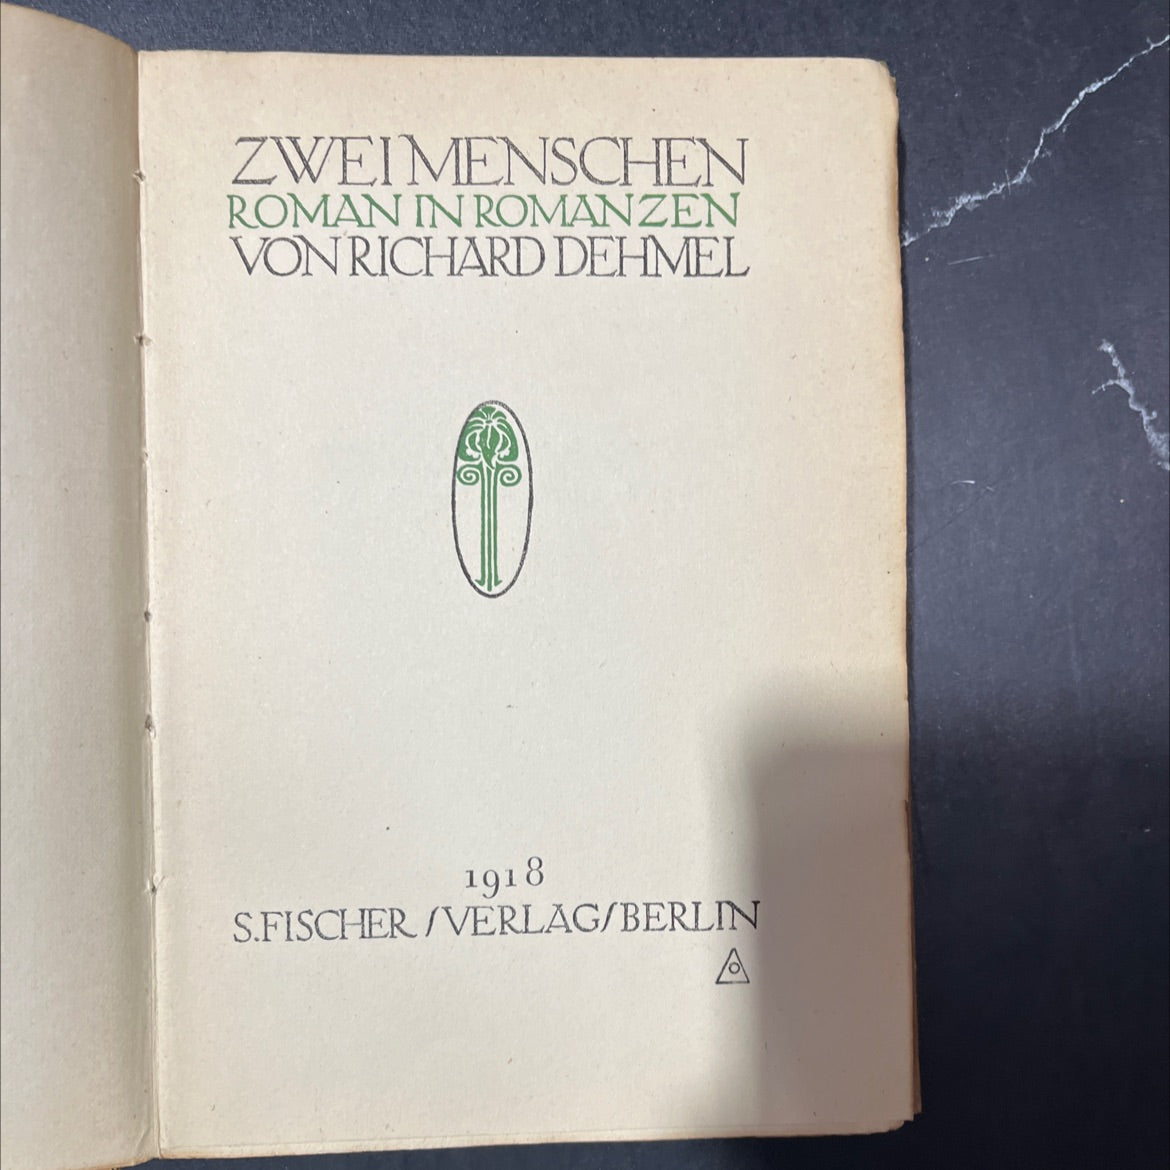 ZWEI MENSCHEN
ROMAN IN ROMANZEN
VON RICHARD DEHMEL
1918
S. FISCHER / VERLAG / BERLIN